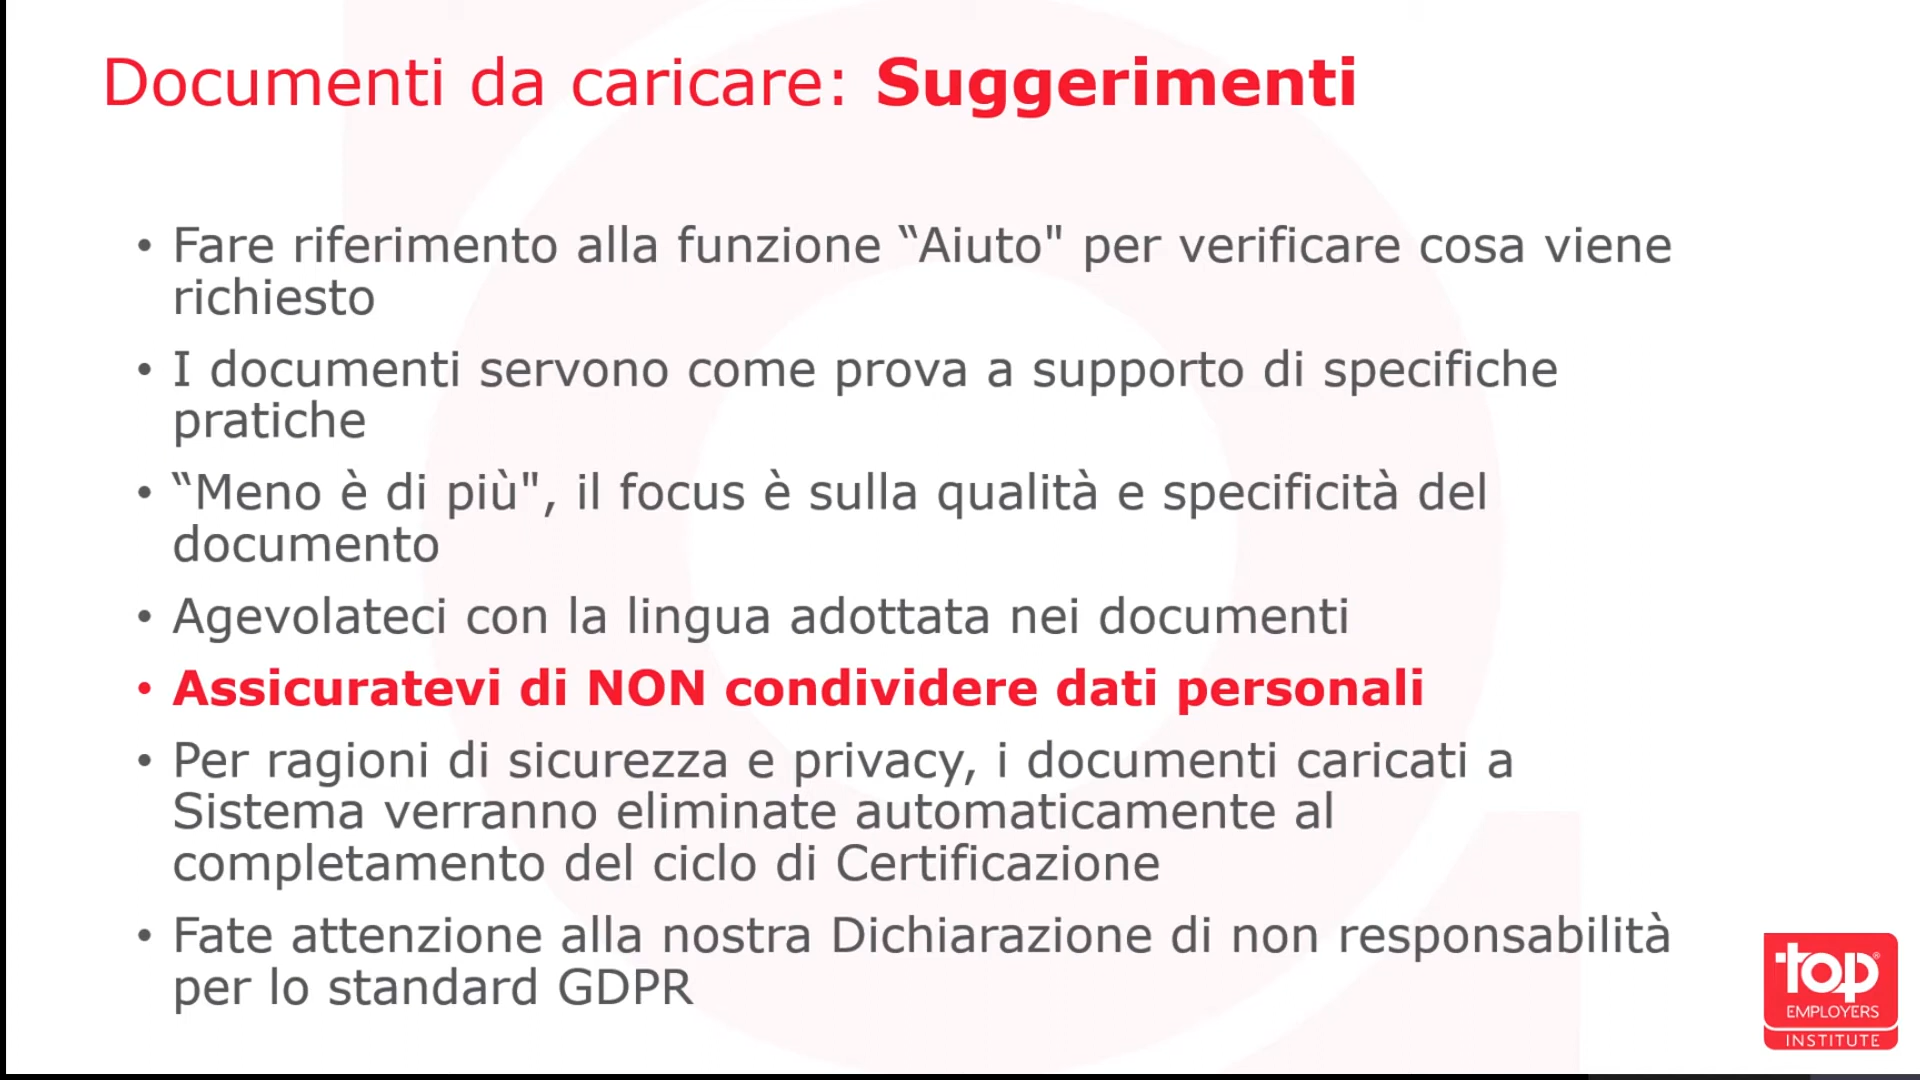 Documenti da caricare: Suggerimenti
• Fare riferimento alla funzione “Aiuto" per verificare cosa viene
richiesto
• I documenti servono come prova a supporto di specifiche
pratiche
• “Meno è di più", il focus è sulla qualità e specificità del
documento
• Agevolateci con la lingua adottata nei documenti
• Assicuratevi di NON condividere dati personali
• Per ragioni di sicurezza e privacy, i documenti caricati a
Sistema verranno eliminate automaticamente al
completamento del ciclo di Certificazione
• Fate attenzione alla nostra Dichiarazione di non responsabilità
per lo standard GDPR
top®
EMPLOYERS
INSTITUTE